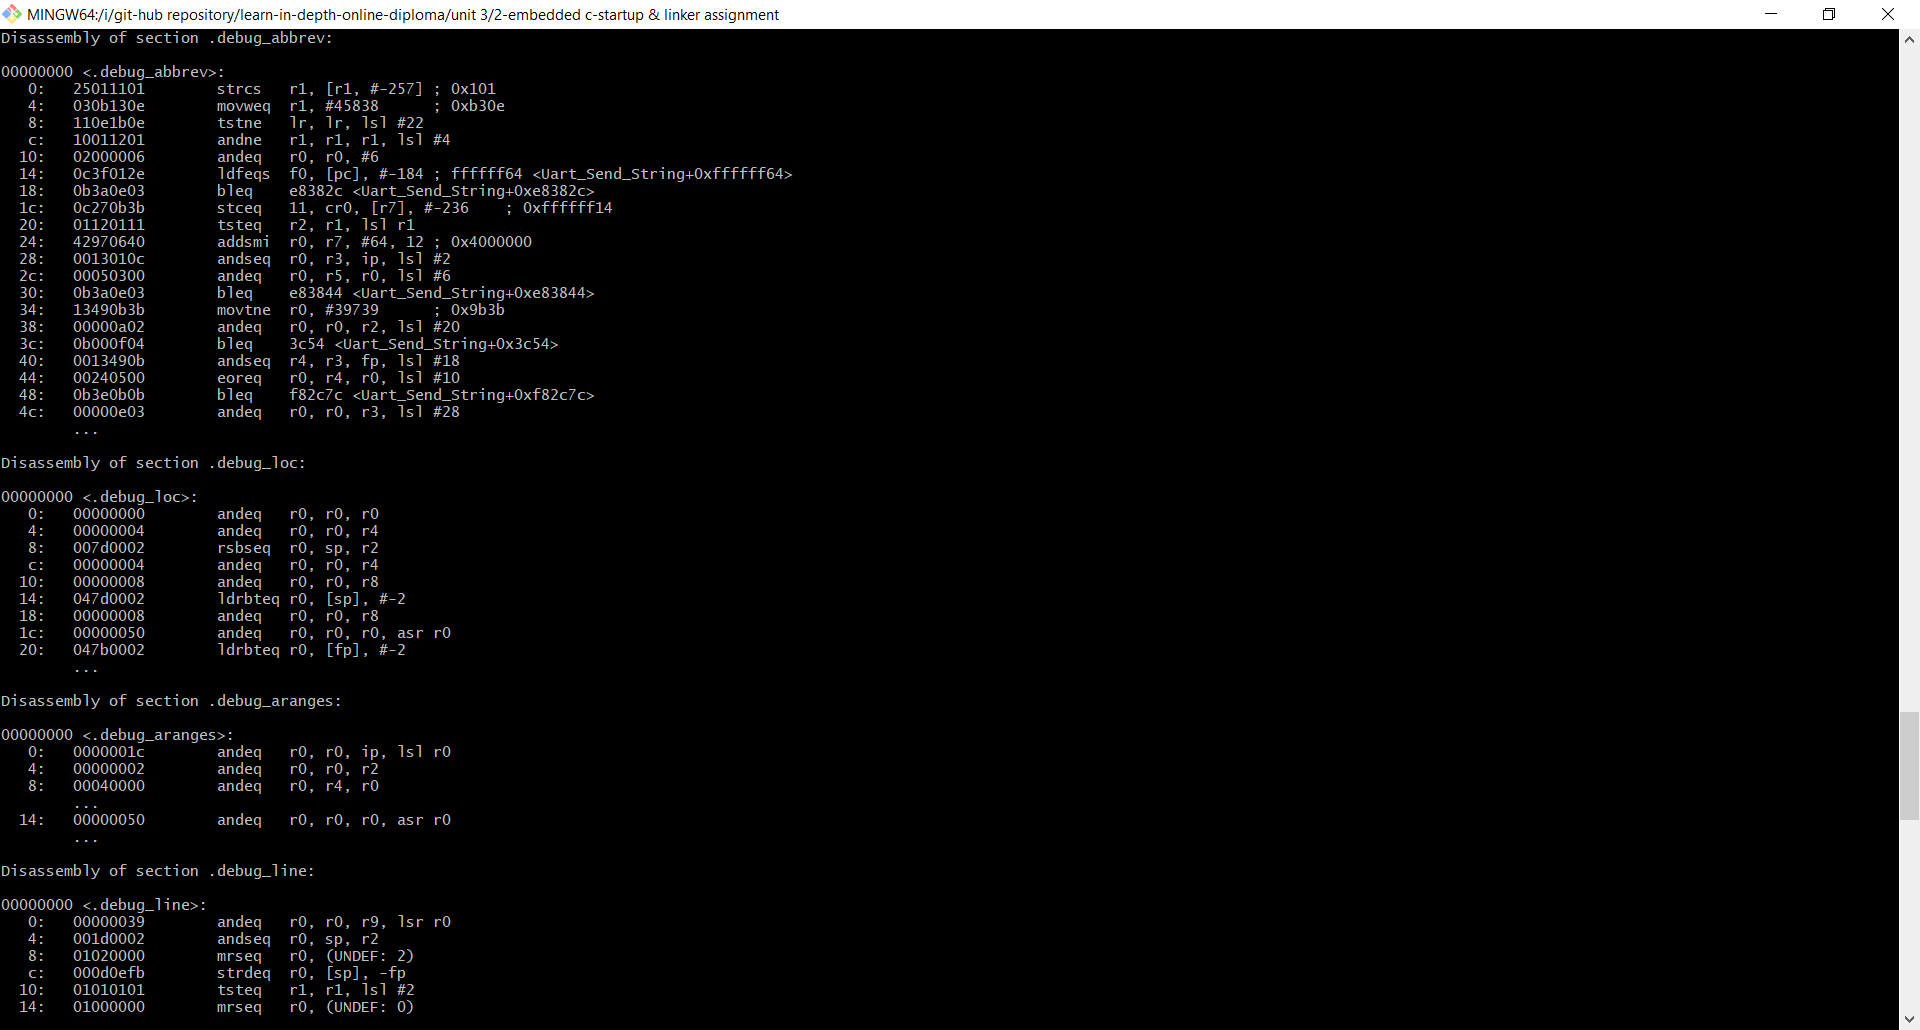 MINGW64:/i/git-hub repository/learn-in-depth-online-diploma/unit 3/2-embedded c-startup & linker assignment
Disassembly of section .debug_abbrev:
00000000 <.debug_abbrev>:
   0:   25011101        strcs   r1, [r1, #-257] ; 0x101
   4:   030b130e        movweq  r1, #45838      ; 0xb30e
   8:   110e1b0e        tstne   lr, lr, lsl #22
   c:   10011201        andne   r1, r1, r1, lsl #4
  10:   02000006        andeq   r0, r0, #6
  14:   0c3f012e        ldfeqs  f0, [pc], #-184 ; ffffff64 <Uart_Send_String+0xffffff64>
  18:   0b3a0e03        bleq    e8382c <Uart_Send_String+0xe8382c>
  1c:   0c270b3b        stceq   11, cr0, [r7], #-236    ; 0xffffff14
  20:   01120111        tsteq   r2, r1, lsl r1
  24:   42970640        addsmi  r0, r7, #64, 12 ; 0x4000000
  28:   0013010c        andseq  r0, r3, ip, lsl #2
  2c:   00050300        andeq   r0, r5, r0, lsl #6
  30:   0b3a0e03        bleq    e83844 <Uart_Send_String+0xe83844>
  34:   13490b3b        movtne  r0, #39739      ; 0x9b3b
  38:   00000a02        andeq   r0, r0, r2, lsl #20
  3c:   0b000f04        bleq    3c54 <Uart_Send_String+0x3c54>
  40:   0013490b        andseq  r4, r3, fp, lsl #18
  44:   00240500        eoreq   r0, r4, r0, lsl #10
  48:   0b3e0b0b        bleq    f82c7c <Uart_Send_String+0xf82c7c>
  4c:   00000e03        andeq   r0, r0, r3, lsl #28
        ...
Disassembly of section .debug_loc:
00000000 <.debug_loc>:
   0:   00000000        andeq   r0, r0, r0
   4:   00000004        andeq   r0, r0, r4
   8:   007d0002        rsbseq  r0, sp, r2
   c:   00000004        andeq   r0, r0, r4
  10:   00000008        andeq   r0, r0, r8
  14:   047d0002        ldrbteq r0, [sp], #-2
  18:   00000008        andeq   r0, r0, r8
  1c:   00000050        andeq   r0, r0, r0, asr r0
  20:   047b0002        ldrbteq r0, [fp], #-2
        ...
Disassembly of section .debug_aranges:
00000000 <.debug_aranges>:
   0:   0000001c        andeq   r0, r0, ip, lsl r0
   4:   00000002        andeq   r0, r0, r2
   8:   00040000        andeq   r0, r4, r0
        ...
  14:   00000050        andeq   r0, r0, r0, asr r0
        ...
Disassembly of section .debug_line:
00000000 <.debug_line>:
   0:   00000039        andeq   r0, r0, r9, lsr r0
   4:   001d0002        andseq  r0, sp, r2
   8:   01020000        mrseq   r0, (UNDEF: 2)
   c:   000d0efb        strdeq  r0, [sp], -fp
  10:   01010101        tsteq   r1, r1, lsl #2
  14:   01000000        mrseq   r0, (UNDEF: 0)